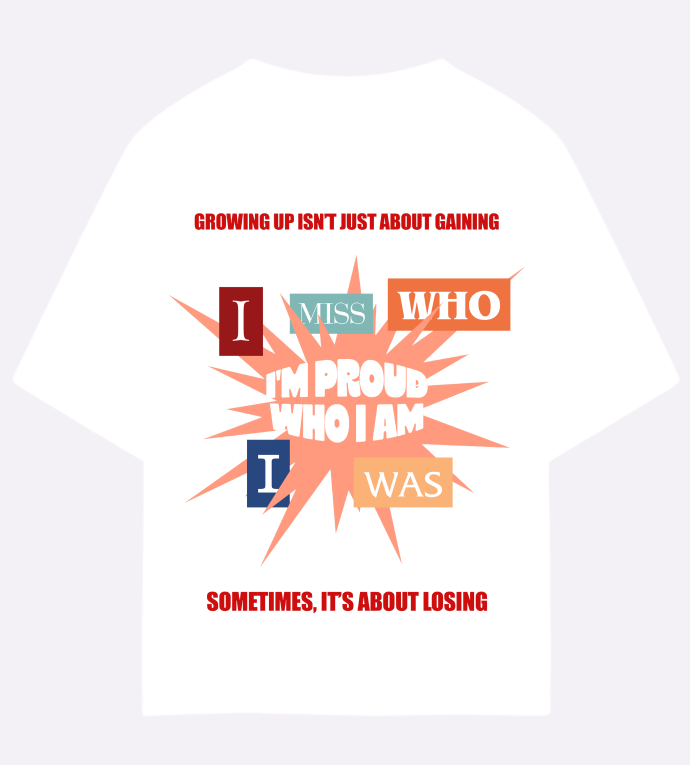 GROWING UP ISN'T JUST ABOUT GAINING
I MISS WHO
I'M PROUD
WHO I AM
I WAS
SOMETIMES, IT'S ABOUT LOSING